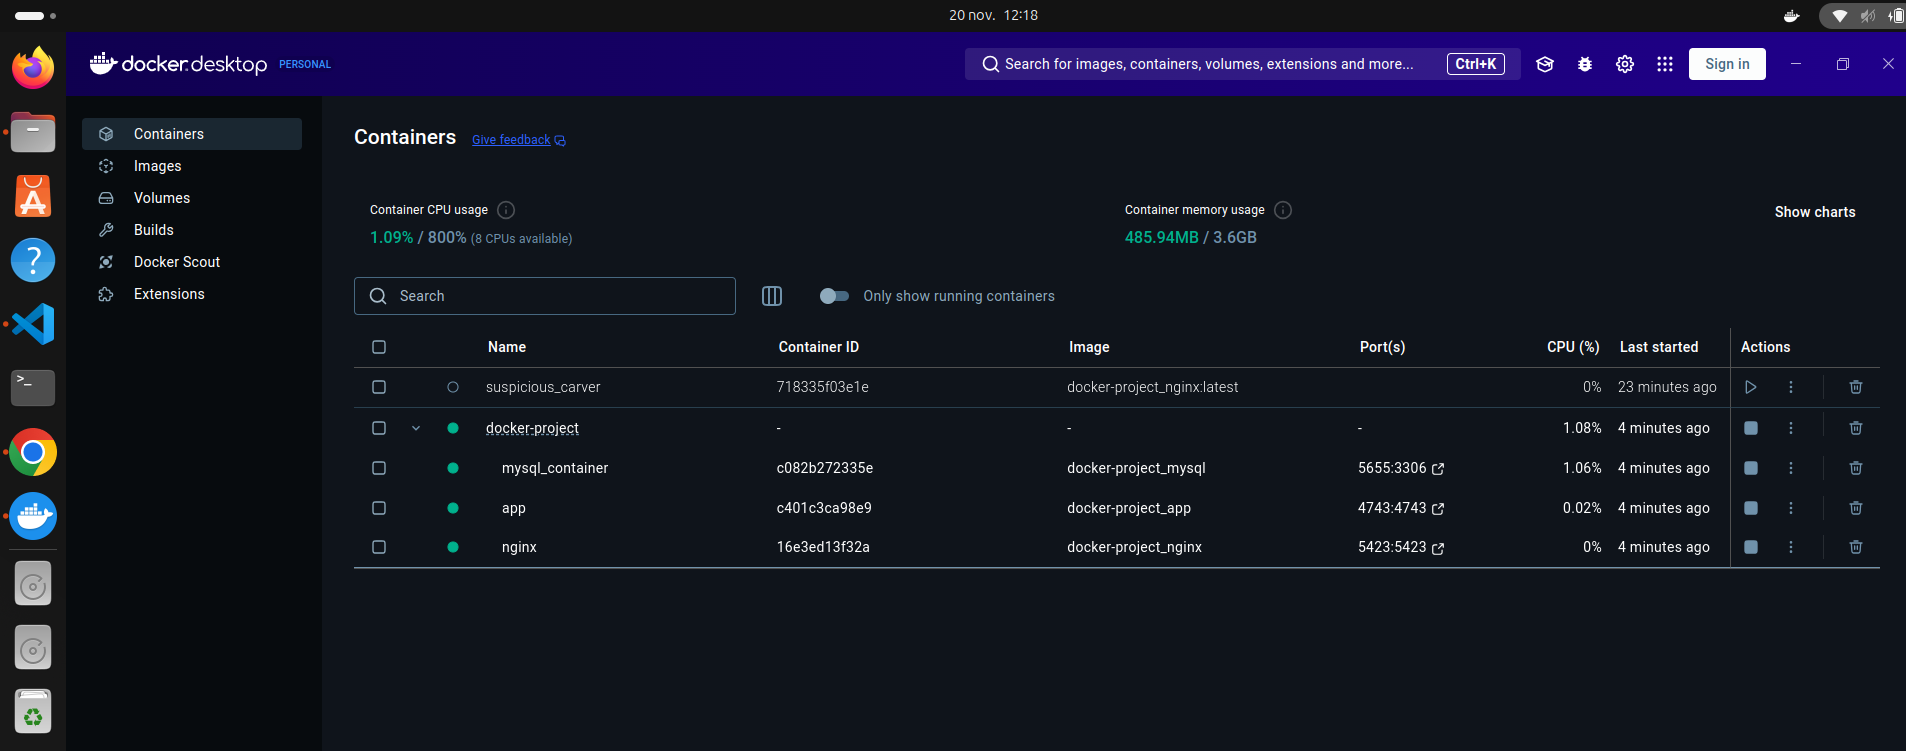 20 nov. 12:18
docker.desktop PERSONAL
Search for images, containers, volumes, extensions and more... Ctrl+K
Sign in
Containers
Images
Volumes
Builds
Docker Scout
Extensions
Containers Give feedback
Container CPU usage
1.09% / 800% (8 CPUs available)
Container memory usage
485.94MB / 3.6GB
Show charts
Search
Only show running containers
Name Container ID Image Port(s) CPU (%) Last started Actions
suspicious_carver 718335f03e1e docker-project_nginx:latest 0% 23 minutes ago
docker-project - - - 1.08% 4 minutes ago
mysql_container c082b272335e docker-project_mysql 5655:3306 1.06% 4 minutes ago
app c401c3ca98e9 docker-project_app 4743:4743 0.02% 4 minutes ago
nginx 16e3ed13f32a docker-project_nginx 5423:5423 0% 4 minutes ago